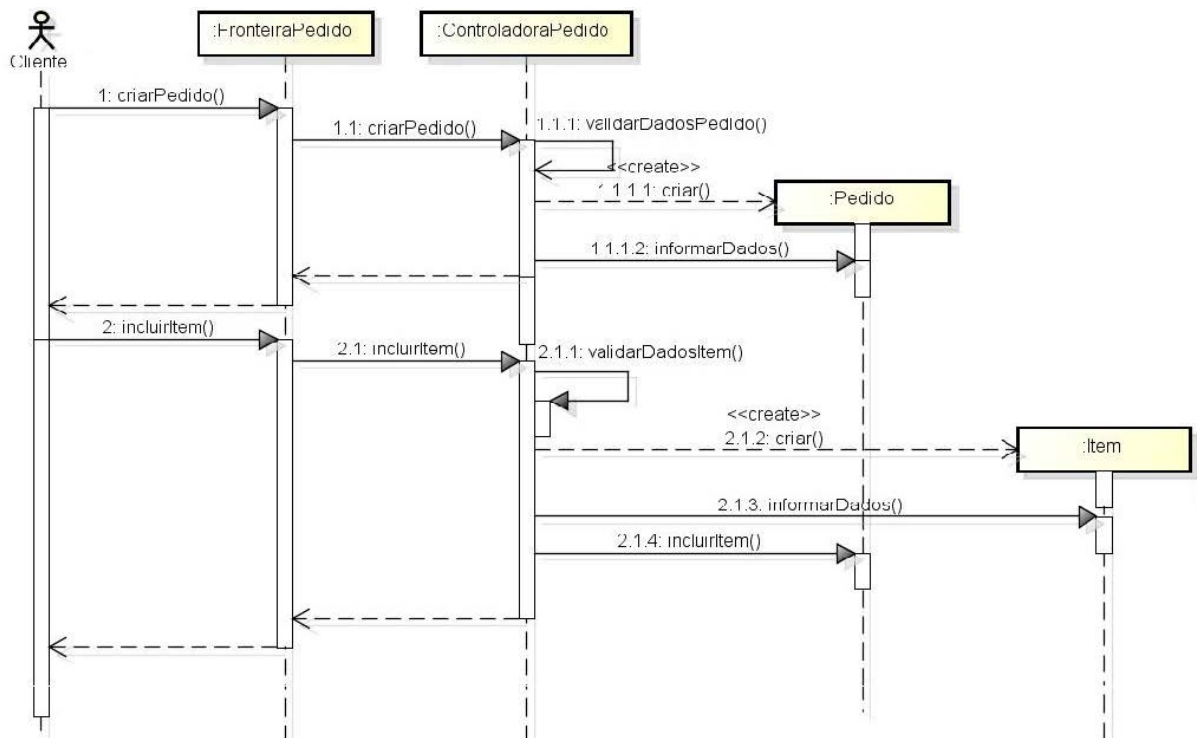 Cliente
:FronteiraPedido
:ControladoraPedido
1: criarPedido()
1.1: criarPedido()
1.1.1: validarDadosPedido()
<<create>>
1.1.1.1: criar()
:Pedido
1.1.1.2: informarDados()
2: incluirItem()
2.1: incluirItem()
2.1.1: validarDadosItem()
<<create>>
2.1.2: criar()
:Item
2.1.3: informarDados()
2.1.4: incluirItem()